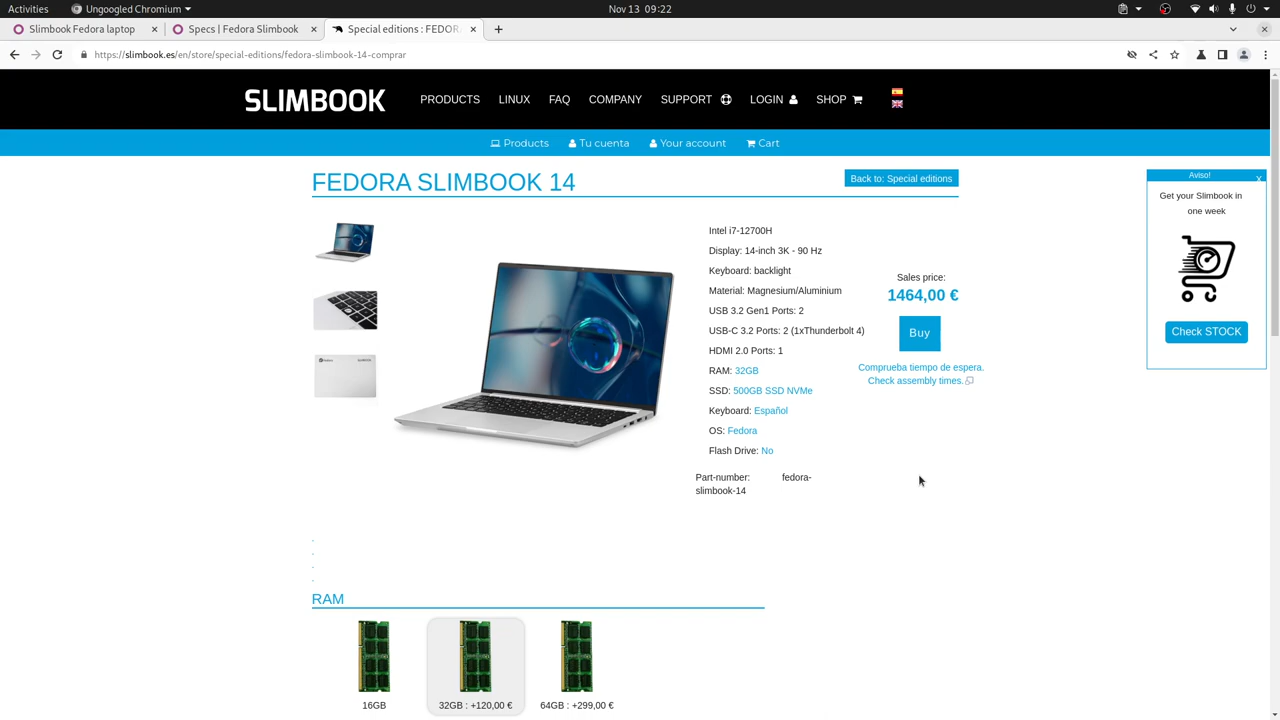 Activities
Ungoogled Chromium
Nov 13 09:22
Slimbook Fedora laptop
Specs | Fedora Slimbook
Special editions : FEDORA
https://slimbook.es/en/store/special-editions/fedora-slimbook-14-comprar
SLIMBOOK
PRODUCTS
LINUX
FAQ
COMPANY
SUPPORT
LOGIN
SHOP
Products
Tu cuenta
Your account
Cart
FEDORA SLIMBOOK 14
Back to: Special editions
Aviso!
X
Get your Slimbook in
one week
Check STOCK
Intel i7-12700H
Display: 14-inch 3K - 90 Hz
Keyboard: backlight
Material: Magnesium/Aluminium
USB 3.2 Gen1 Ports: 2
USB-C 3.2 Ports: 2 (1xThunderbolt 4)
HDMI 2.0 Ports: 1
RAM: 32GB
SSD: 500GB SSD NVMe
Keyboard: Español
OS: Fedora
Flash Drive: No
Sales price:
1464,00 €
Buy
Comprueba tiempo de espera.
Check assembly times.
Part-number: fedora-
slimbook-14
.
.
.
.
RAM
16GB
32GB : +120,00 €
64GB : +299,00 €